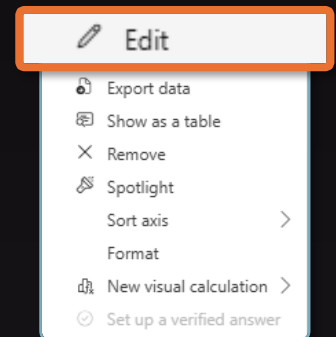 Edit
Export data
Show as a table
Remove
Spotlight
Sort axis
Format
New visual calculation
Set up a verified answer